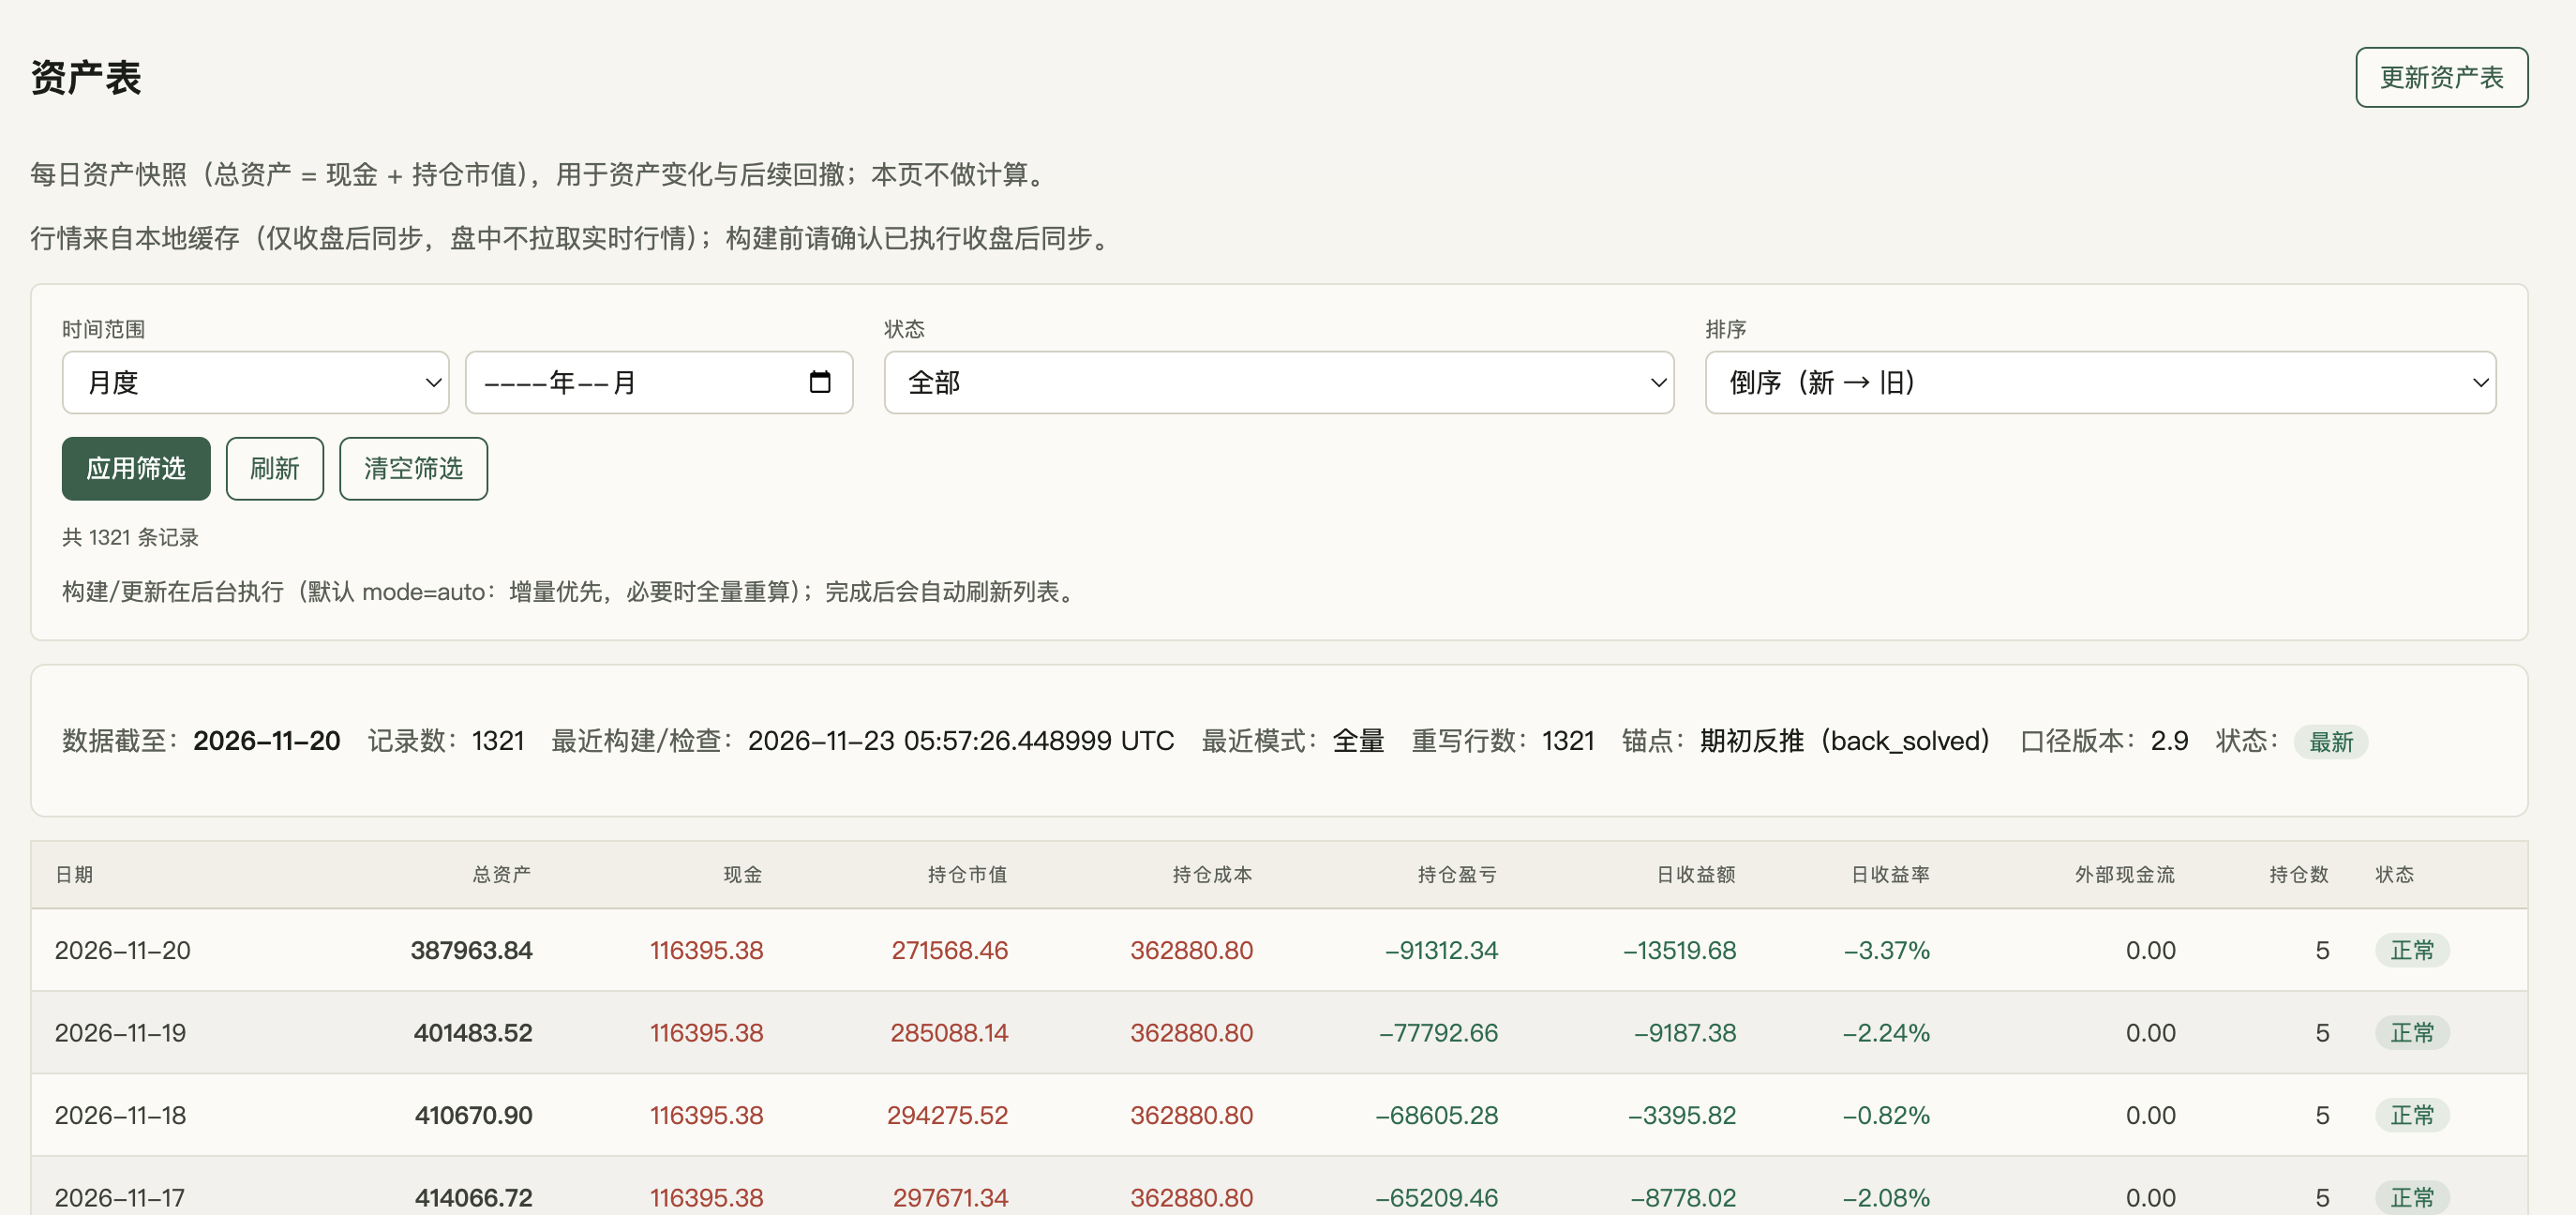 资产表
更新资产表
每日资产快照（总资产 = 现金 + 持仓市值），用于资产变化与后续回撤；本页不做计算。
行情来自本地缓存（仅收盘后同步，盘中不拉取实时行情）；构建前请确认已执行收盘后同步。
时间范围 状态 排序
月度 ----年--月 全部 倒序（新 → 旧）
应用筛选 刷新 清空筛选
共 1321 条记录
构建/更新在后台执行（默认 mode=auto：增量优先，必要时全量重算）；完成后会自动刷新列表。
数据截至：2026-11-20 记录数：1321 最近构建/检查：2026-11-23 05:57:26.448999 UTC 最近模式：全量 重写行数：1321 锚点：期初反推（back_solved） 口径版本：2.9 状态：最新
日期 总资产 现金 持仓市值 持仓成本 持仓盈亏 日收益额 日收益率 外部现金流 持仓数 状态
2026-11-20 387963.84 116395.38 271568.46 362880.80 -91312.34 -13519.68 -3.37% 0.00 5 正常
2026-11-19 401483.52 116395.38 285088.14 362880.80 -77792.66 -9187.38 -2.24% 0.00 5 正常
2026-11-18 410670.90 116395.38 294275.52 362880.80 -68605.28 -3395.82 -0.82% 0.00 5 正常
2026-11-17 414066.72 116395.38 297671.34 362880.80 -65209.46 -8778.02 -2.08% 0.00 5 正常